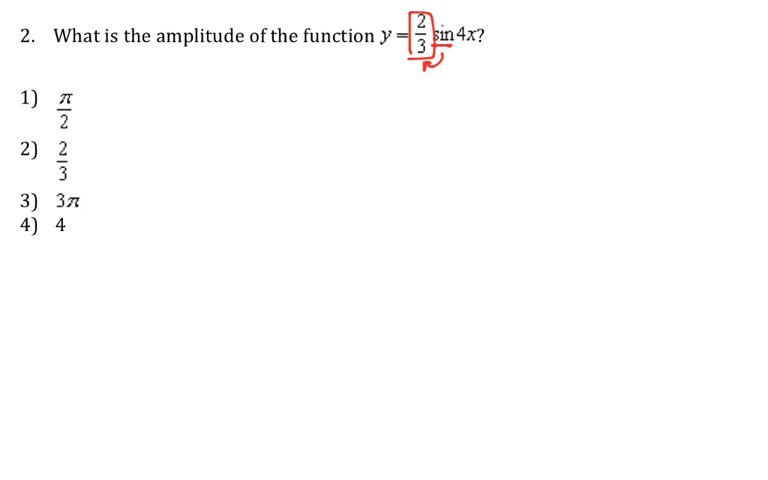 2. What is the amplitude of the function y = 2/3 sin 4x?
1) π/2
2) 2/3
3) 3π
4) 4